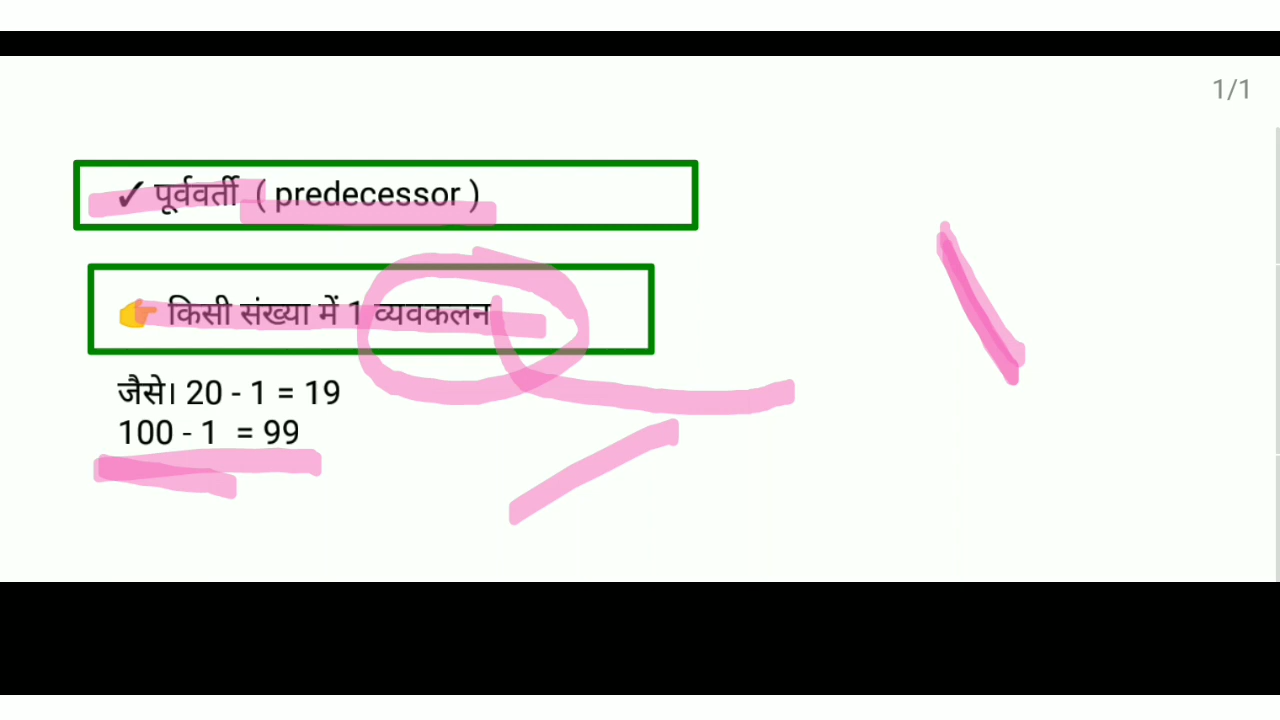 1/1
✓ पूर्ववर्ती ( predecessor )
👉 किसी संख्या में 1 व्यवकलन
जैसे। 20 - 1 = 19
100 - 1 = 99